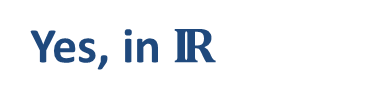 Yes, in ℝ